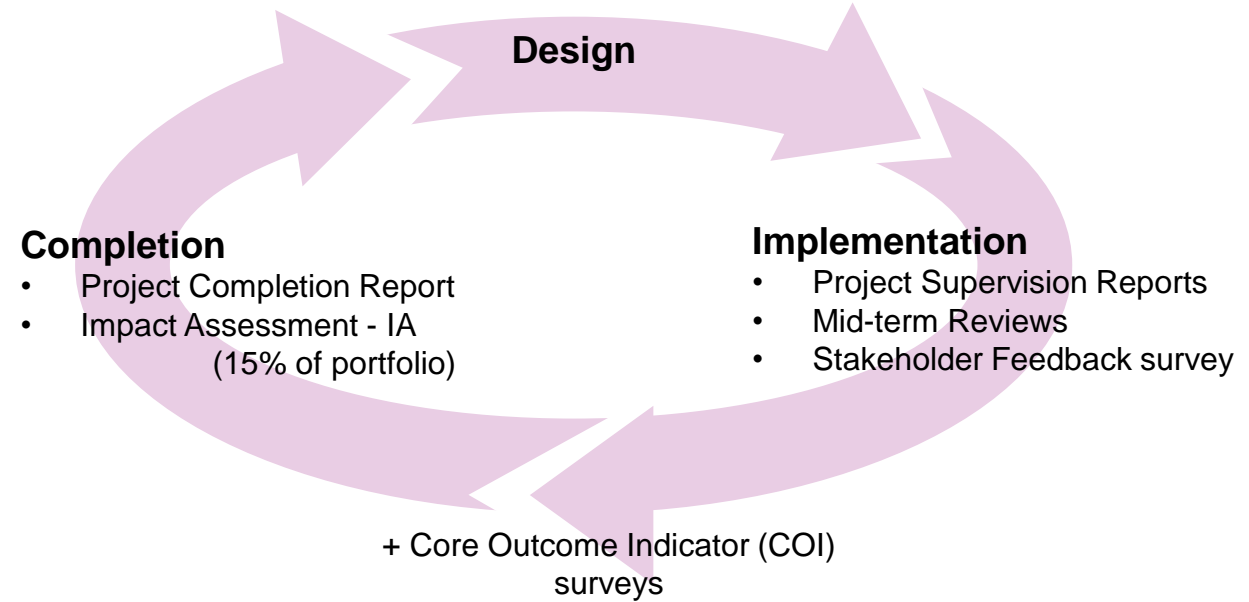 Design
Completion
• Project Completion Report
• Impact Assessment - IA
(15% of portfolio)
Implementation
• Project Supervision Reports
• Mid-term Reviews
• Stakeholder Feedback survey
+ Core Outcome Indicator (COI)
surveys